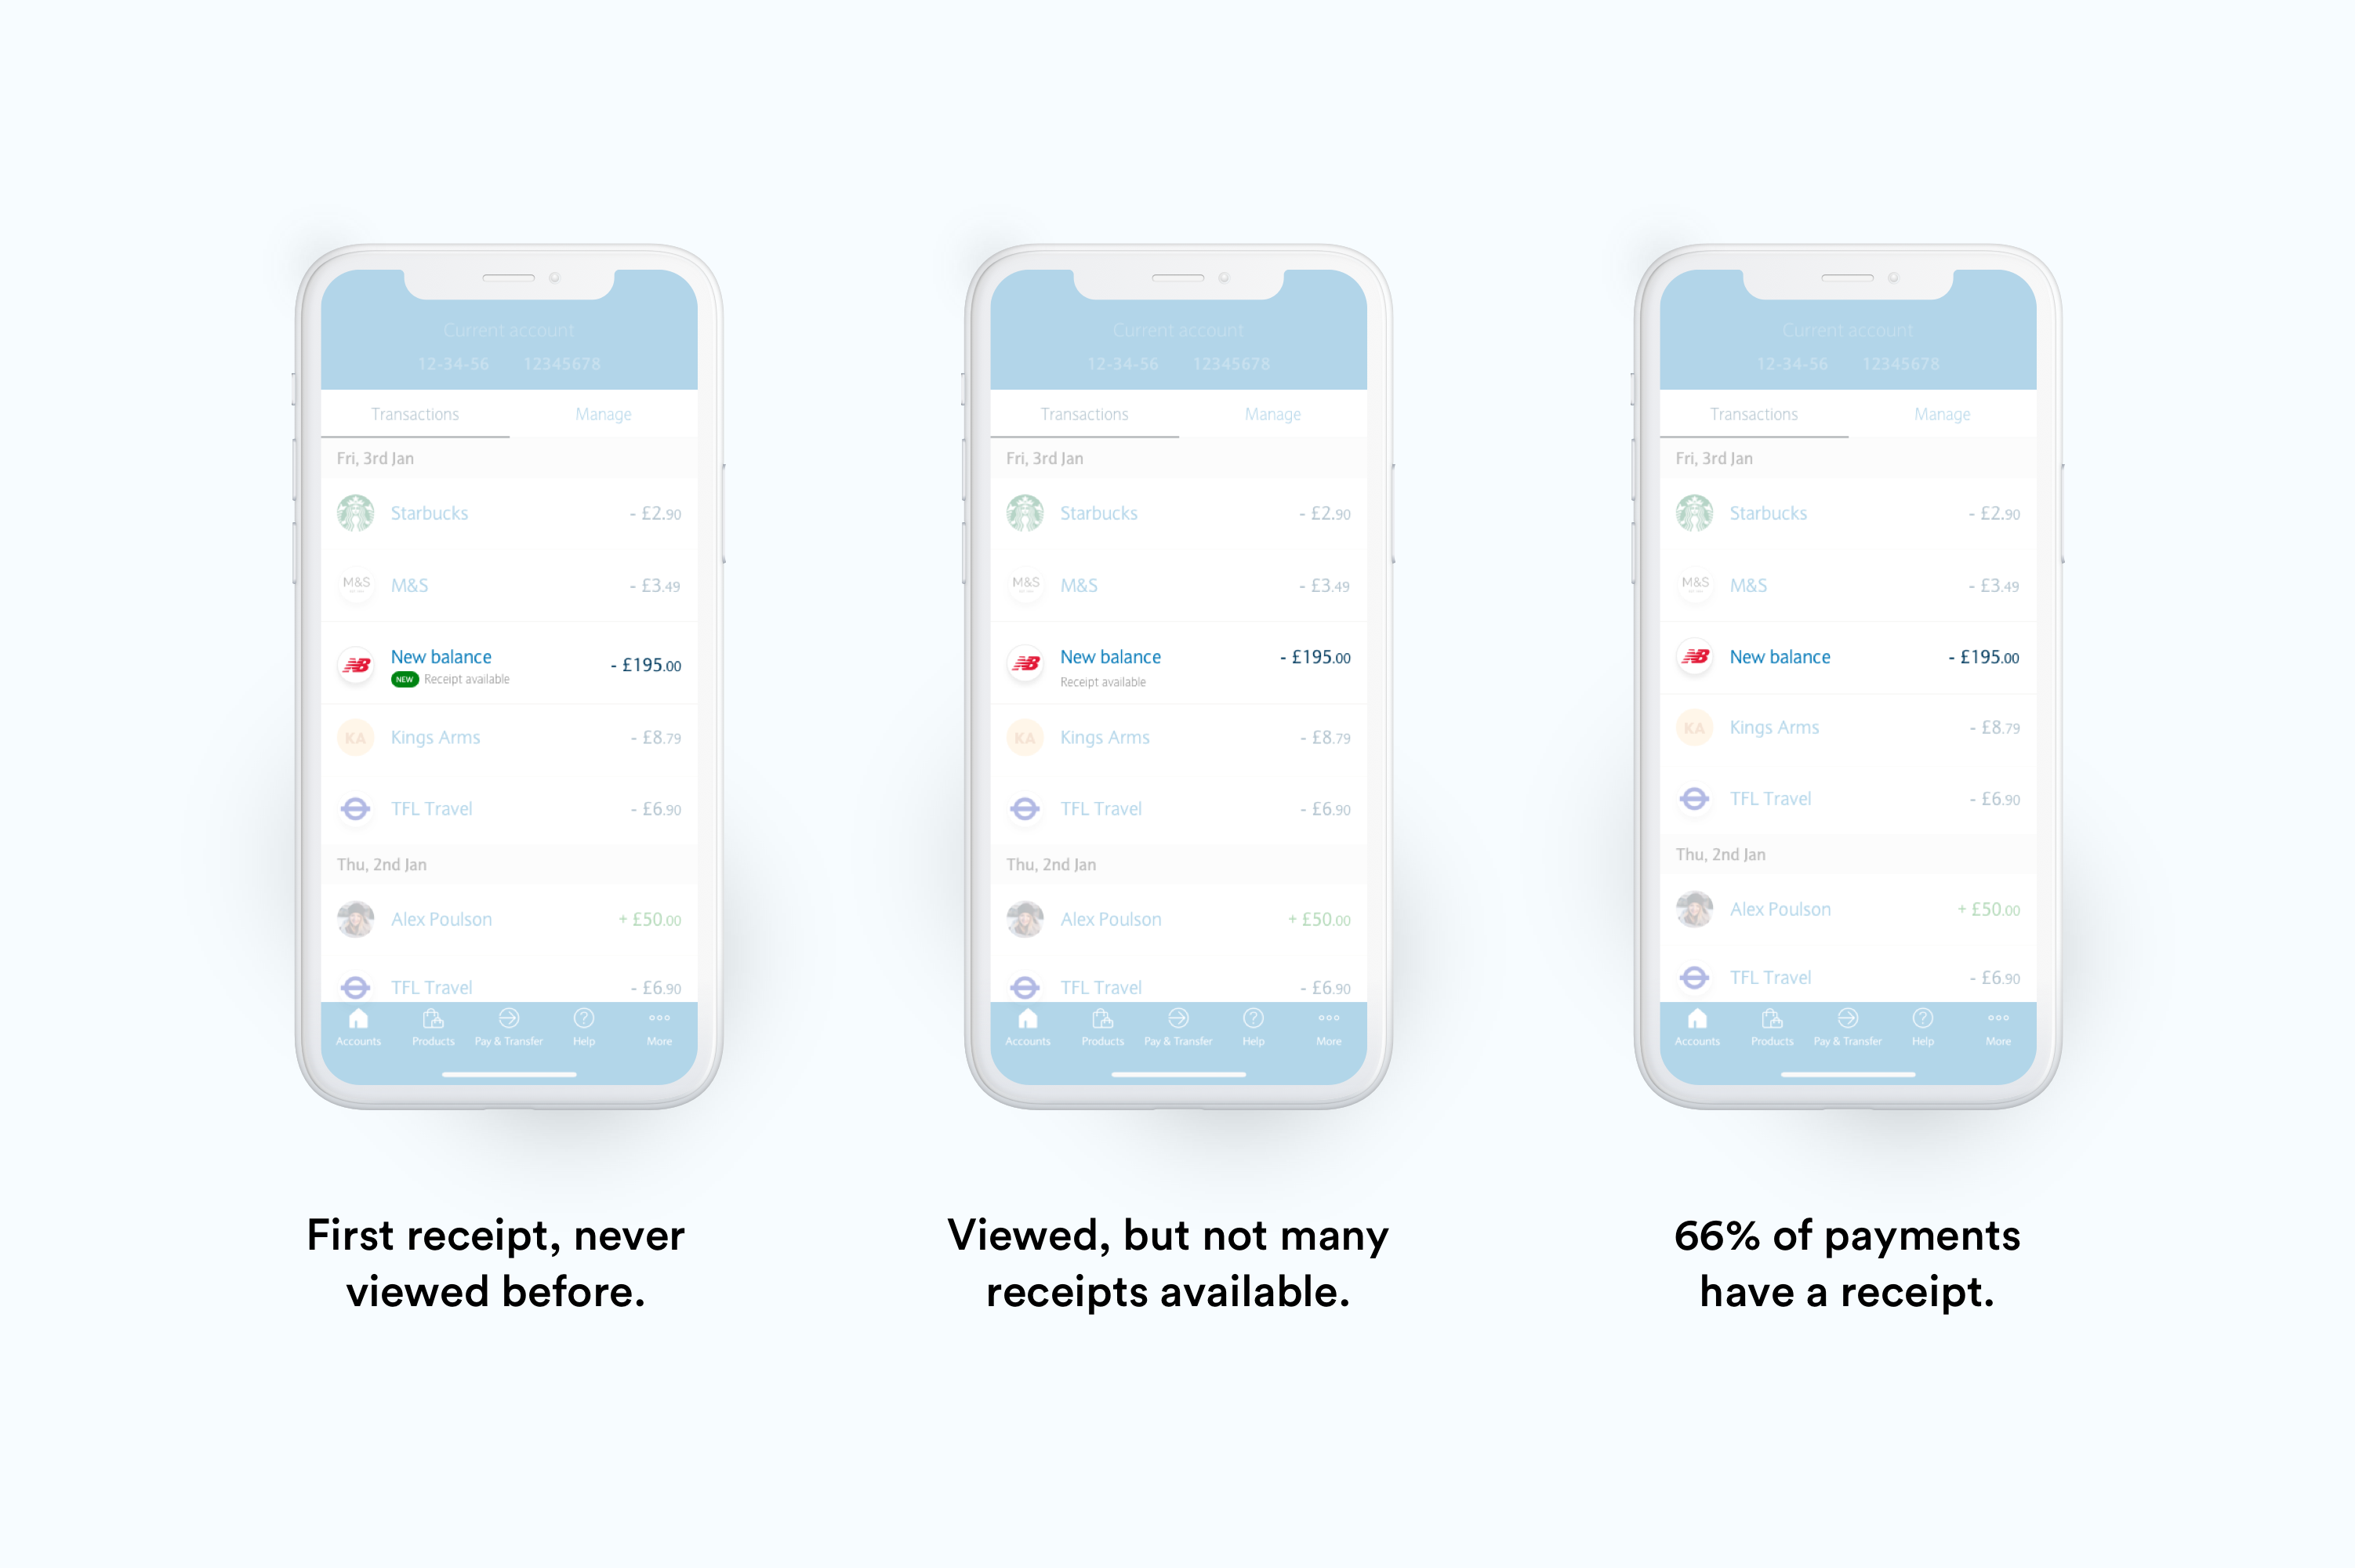 Current account
12-34-56 12345678
Transactions Manage
Fri, 3rd Jan
Starbucks - £2.90
M&S M&S - £3.49
New balance - £195.00
NEW Receipt available
KA Kings Arms - £8.79
TFL Travel - £6.90
Thu, 2nd Jan
Alex Poulson + £50.00
TFL Travel - £6.90
Accounts Products Pay & Transfer Help More
First receipt, never
viewed before.
Current account
12-34-56 12345678
Transactions Manage
Fri, 3rd Jan
Starbucks - £2.90
M&S M&S - £3.49
New balance - £195.00
Receipt available
KA Kings Arms - £8.79
TFL Travel - £6.90
Thu, 2nd Jan
Alex Poulson + £50.00
TFL Travel - £6.90
Accounts Products Pay & Transfer Help More
Viewed, but not many
receipts available.
Current account
12-34-56 12345678
Transactions Manage
Fri, 3rd Jan
Starbucks - £2.90
M&S M&S - £3.49
New balance - £195.00
KA Kings Arms - £8.79
TFL Travel - £6.90
Thu, 2nd Jan
Alex Poulson + £50.00
TFL Travel - £6.90
Accounts Products Pay & Transfer Help More
66% of payments
have a receipt.